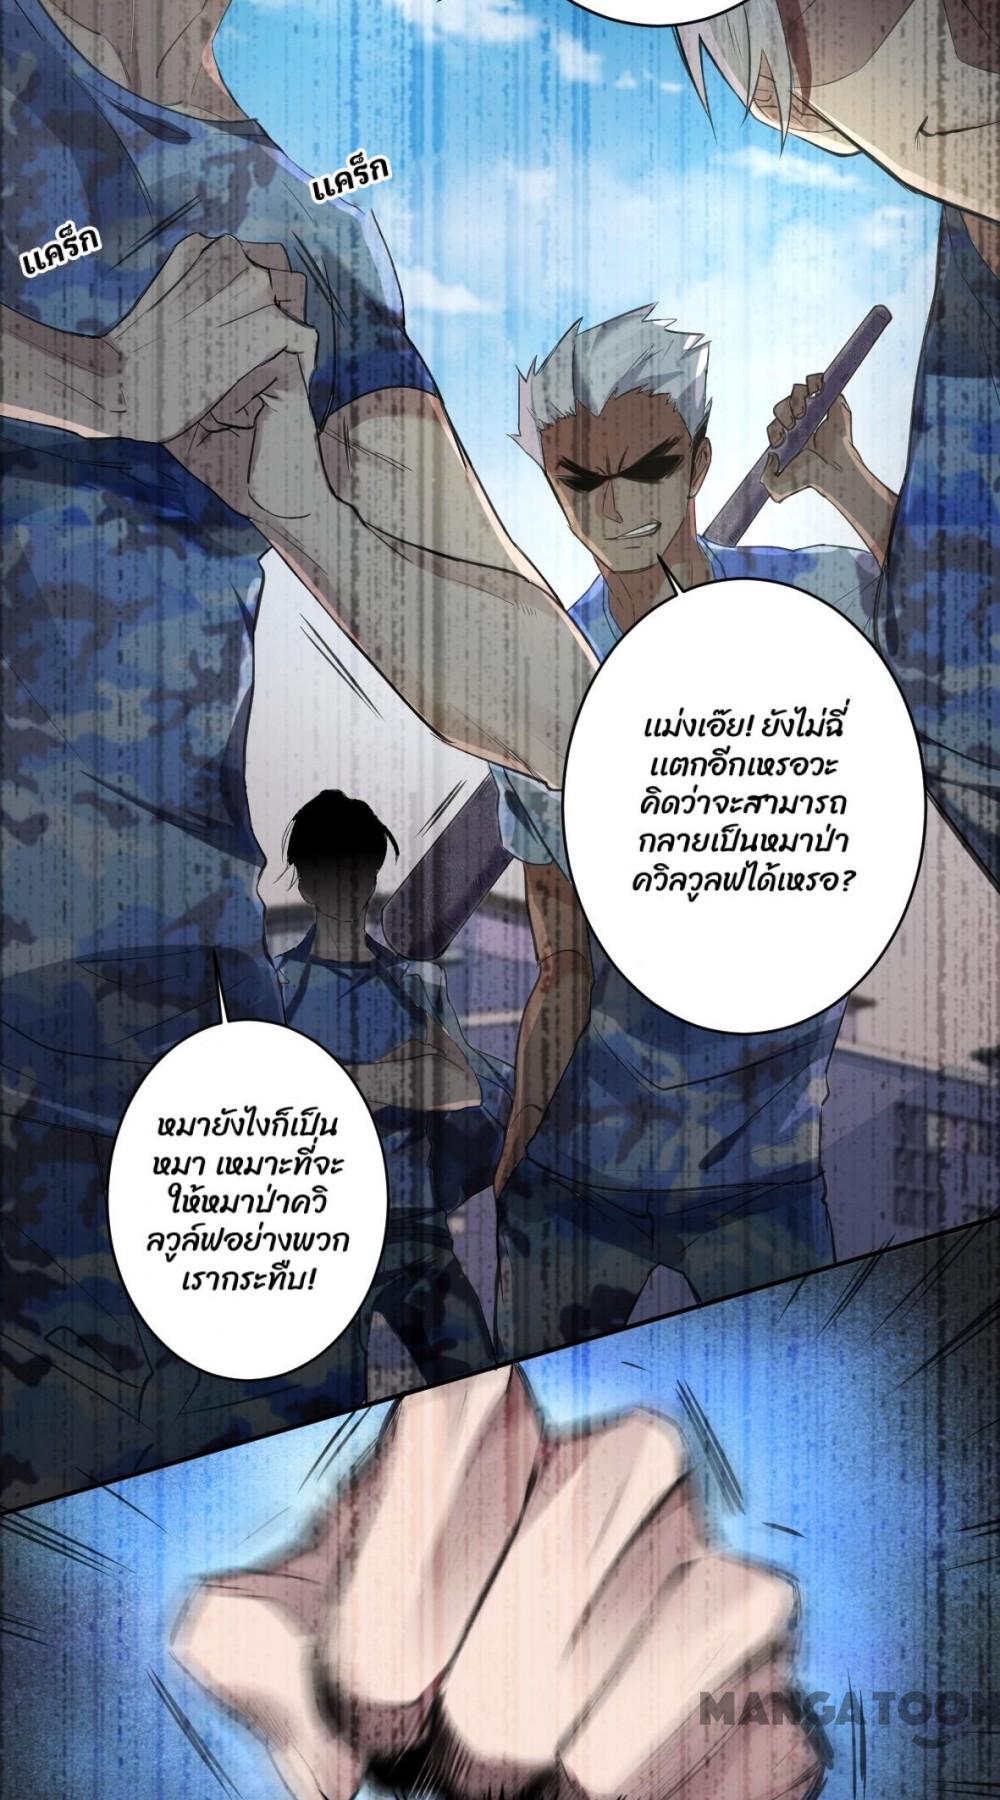 แคร็ก
แคร็ก
แม่งเอ๊ย! ยังไม่ฉี่
แตกอีกเหรอวะ
คิดว่าจะสามารถ
กลายเป็นหมาป่า
ควิลวูลฟได้เหรอ?
หมายังไงก็เป็น
หมา เหมาะที่จะ
ให้หมาป่าควิ
ลวูล์ฟอย่างพวก
เรากระทืบ!
MANGA TOON